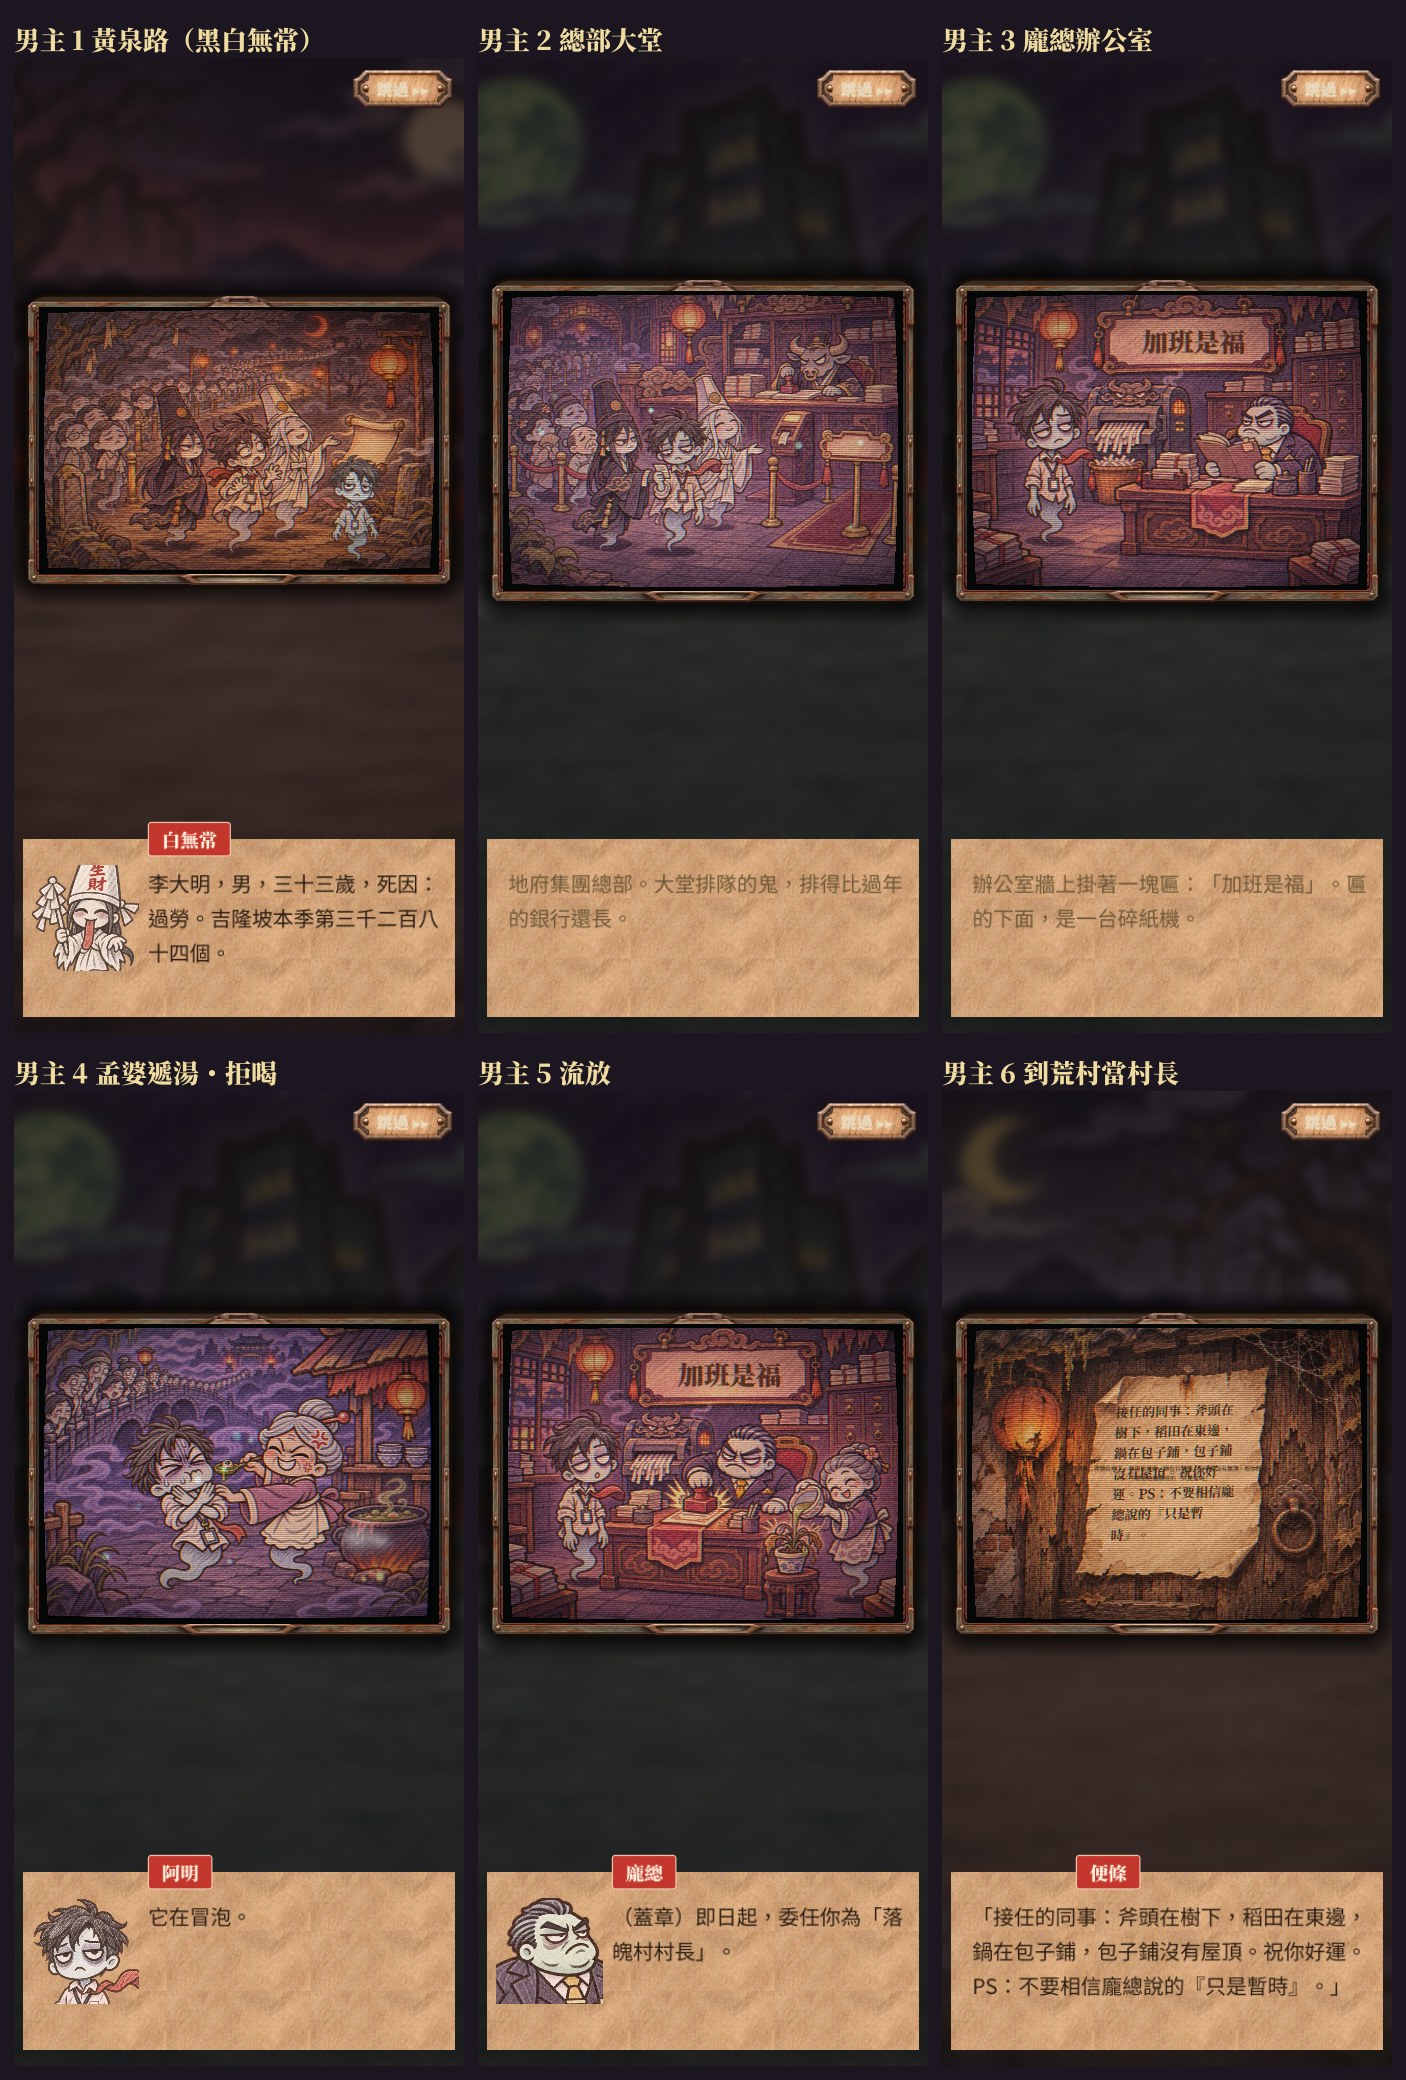 男主 1 黃泉路（黑白無常）
跳過
白無常
生財
李大明，男，三十三歲，死因：
過勞。吉隆坡本季第三千二百八
十四個。
男主 2 總部大堂
跳過
地府集團總部。大堂排隊的鬼，排得比過年
的銀行還長。
男主 3 龐總辦公室
跳過
加班是福
辦公室牆上掛著一塊匾：「加班是福」。匾
的下面，是一台碎紙機。
男主 4 孟婆遞湯・拒喝
跳過
阿明
它在冒泡。
男主 5 流放
跳過
加班是福
龐總
（蓋章）即日起，委任你為「落
魄村村長」。
男主 6 到荒村當村長
跳過
接任的同事：斧頭在
樹下，稻田在東邊，
鍋在包子鋪，包子鋪
沒有屋頂。祝你好
運。PS：不要相信龐
總說的『只是暫
時』。
便條
「接任的同事：斧頭在樹下，稻田在東邊，
鍋在包子鋪，包子鋪沒有屋頂。祝你好運。
PS：不要相信龐總說的『只是暫時』。」